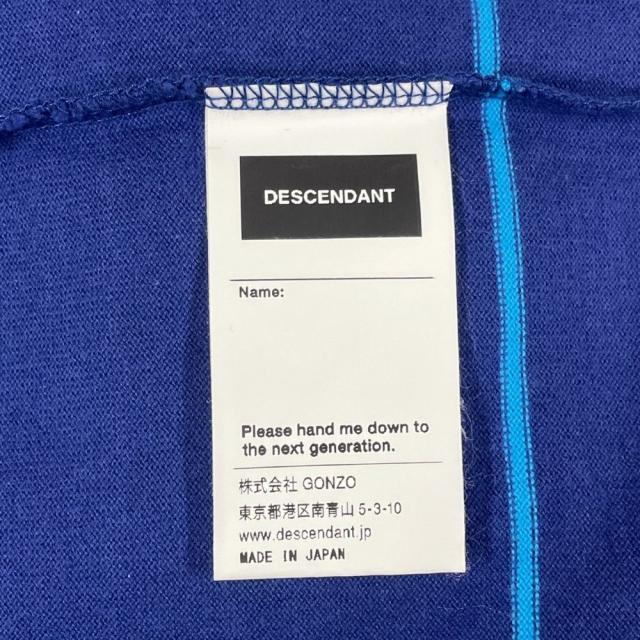 DESCENDANT
Name:
Please hand me down to
the next generation.
株式会社 GONZO
東京都港区南青山 5-3-10
www.descendant.jp
MADE IN JAPAN